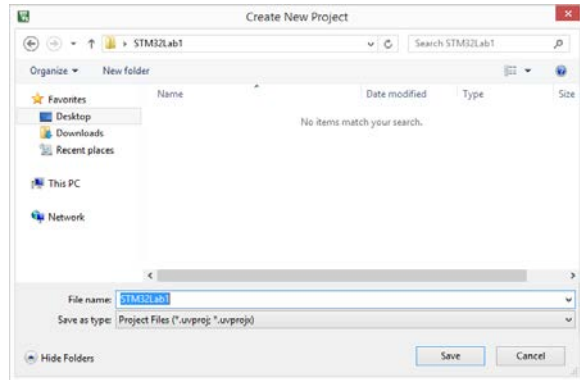 Create New Project
STM32Lab1
Search STM32Lab1
Organize
New folder
Name
Date modified
Type
Size
Favorites
Desktop
Downloads
Recent places
This PC
Network
No items match your search.
File name: STM32Lab1
Save as type: Project Files (*.uvproj; *.uvprojx)
Hide Folders
Save
Cancel